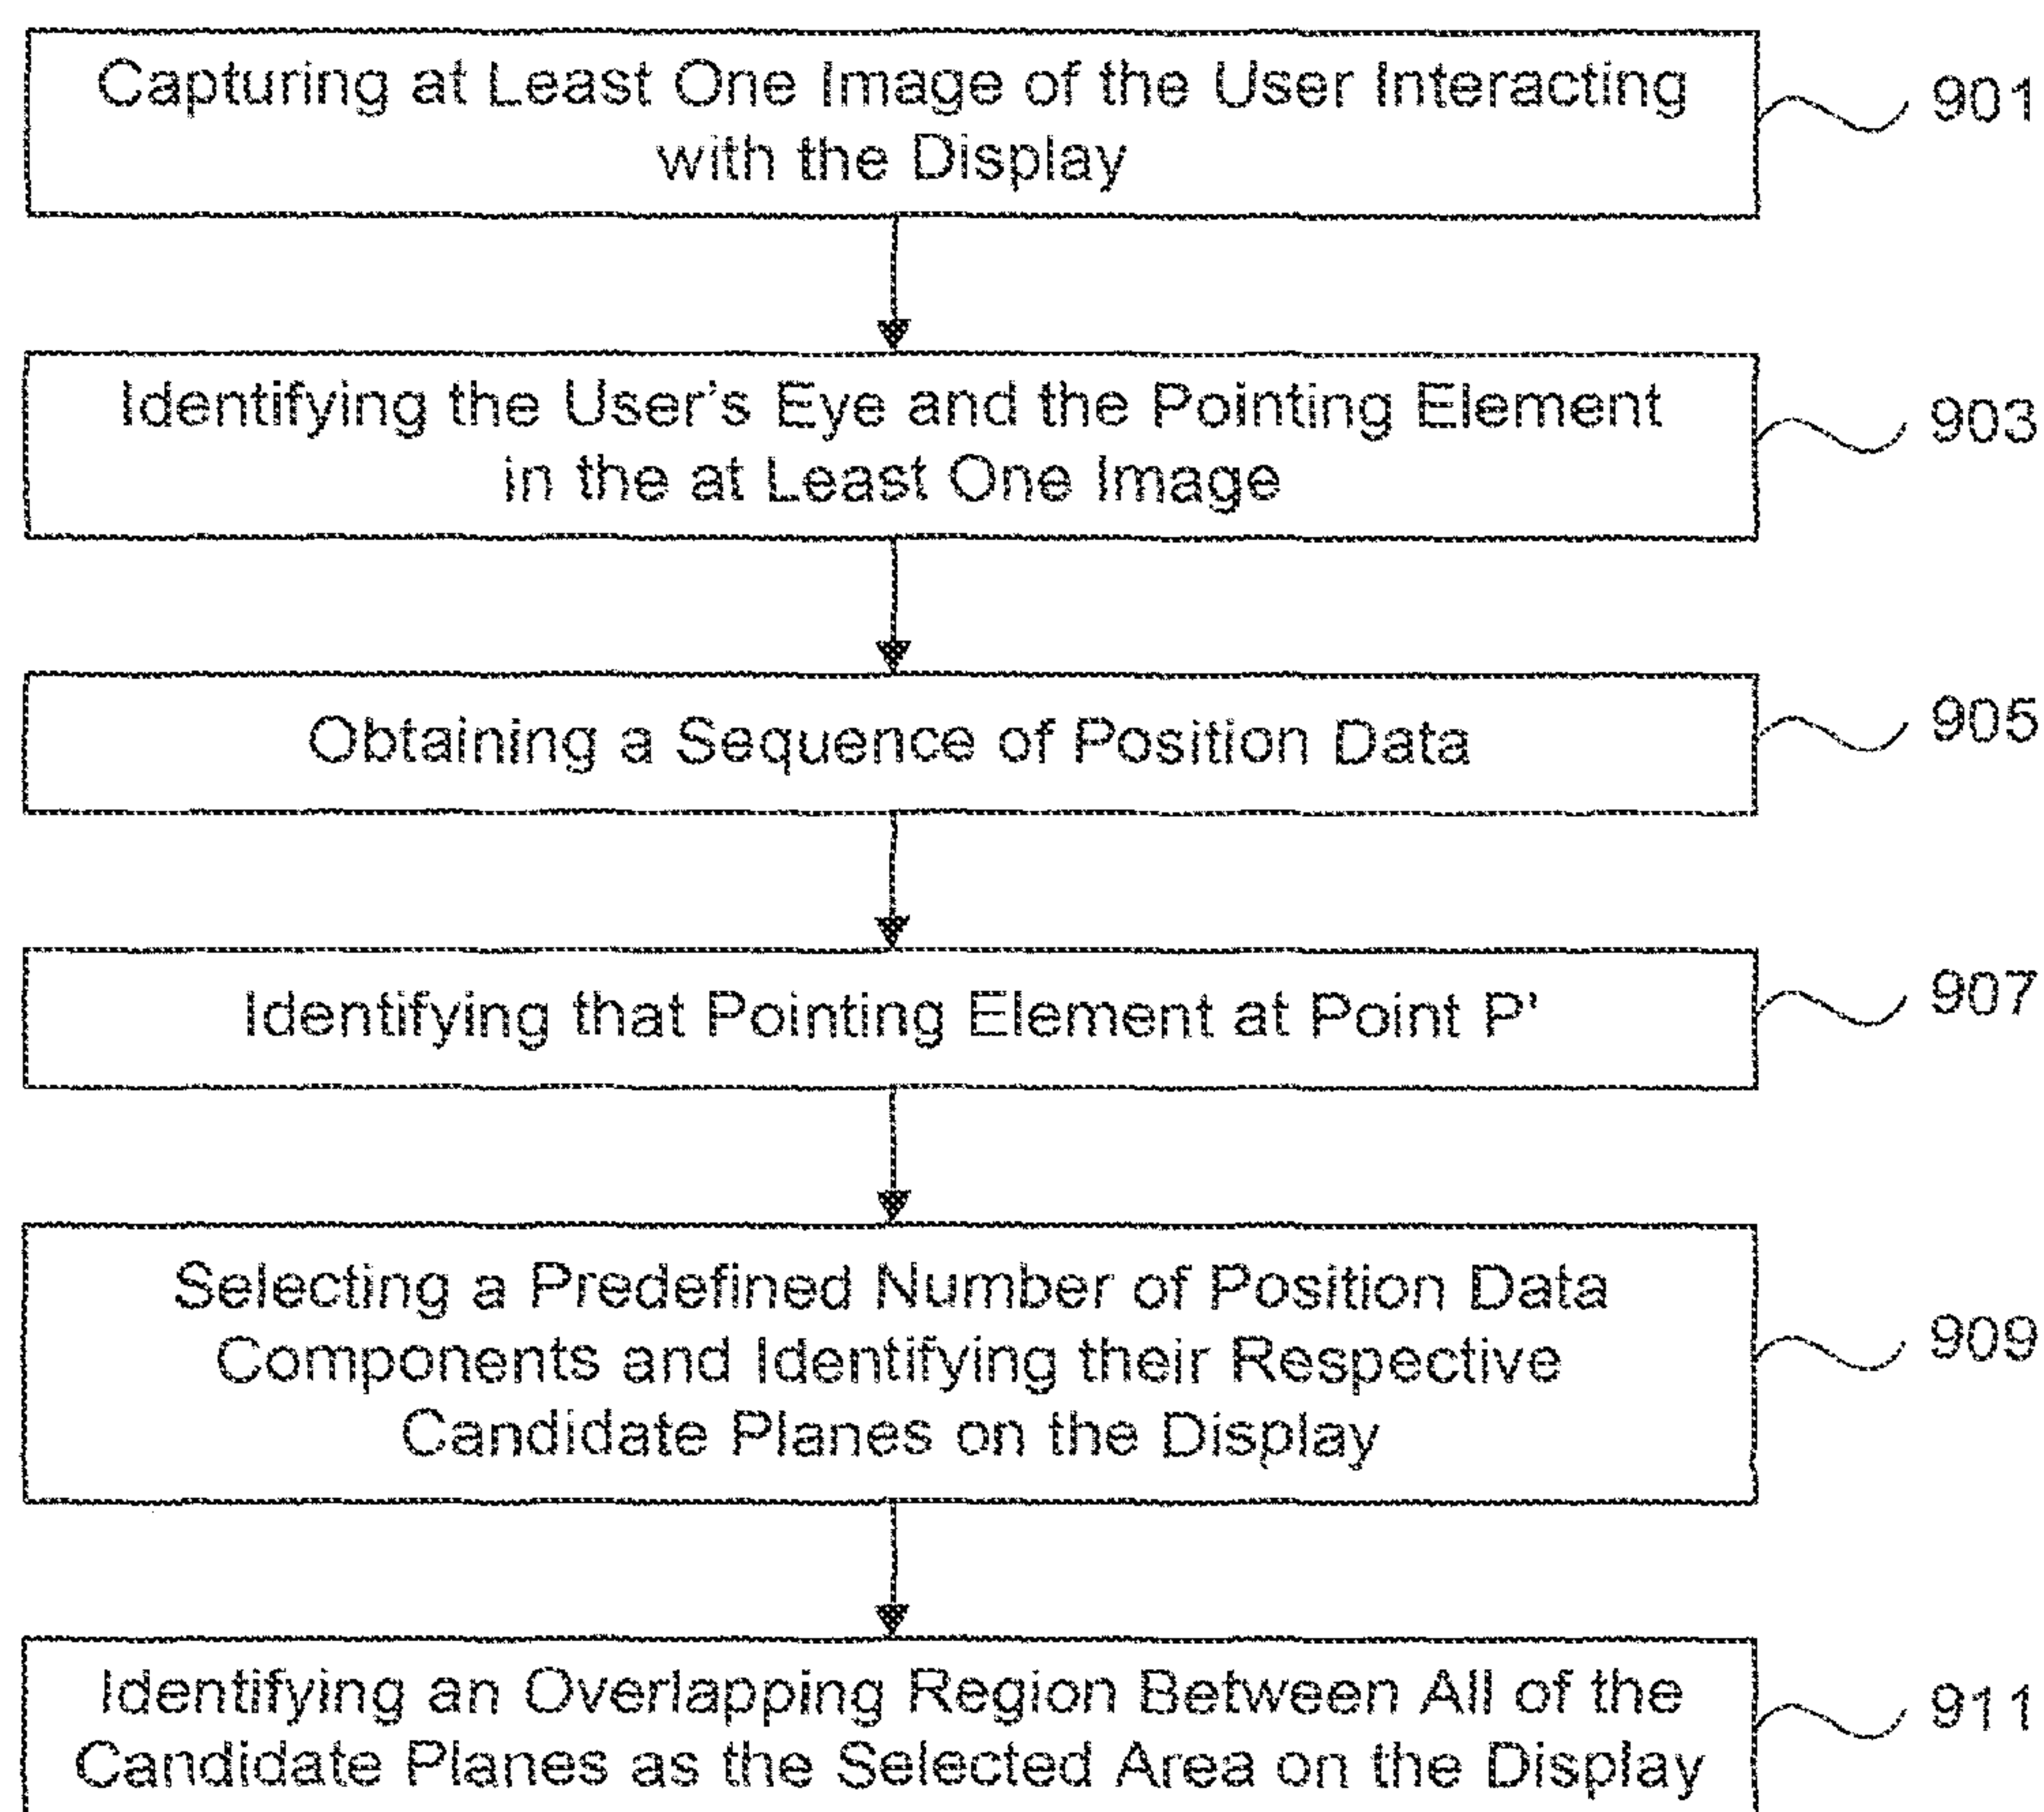 Capturing at Least One Image of the User Interacting
with the Display
901
Identifying the User's Eye and the Pointing Element
in the at Least One Image
903
Obtaining a Sequence of Position Data
905
Identifying that Pointing Element at Point P'
907
Selecting a Predefined Number of Position Data
Components and Identifying their Respective
Candidate Planes on the Display
909
Identifying an Overlapping Region Between All of the
Candidate Planes as the Selected Area on the Display
911